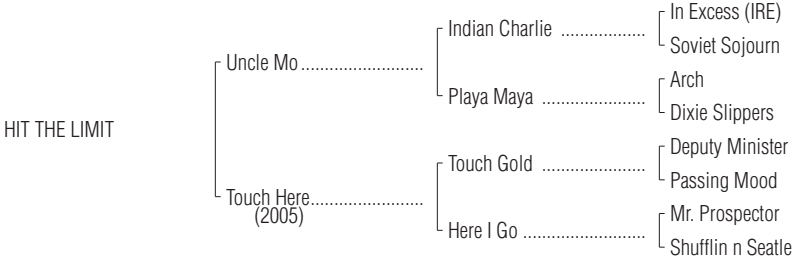 In Excess (IRE)
Indian Charlie ...................
Soviet Sojourn
Uncle Mo..........................
Arch
Playa Maya ......................
Dixie Slippers
HIT THE LIMIT
Deputy Minister
Touch Gold ......................
Passing Mood
Touch Here........................
(2005)
Mr. Prospector
Here I Go ..........................
Shufflin n Seatle